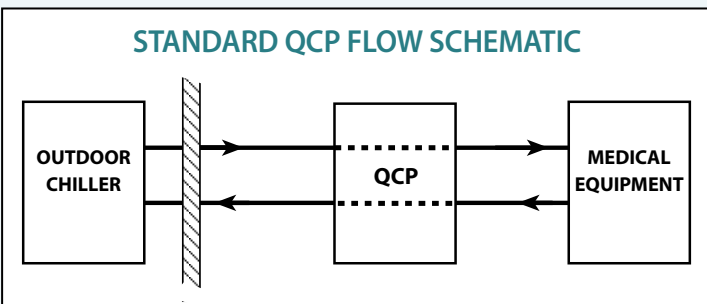 STANDARD QCP FLOW SCHEMATIC
OUTDOOR
CHILLER
QCP
MEDICAL
EQUIPMENT